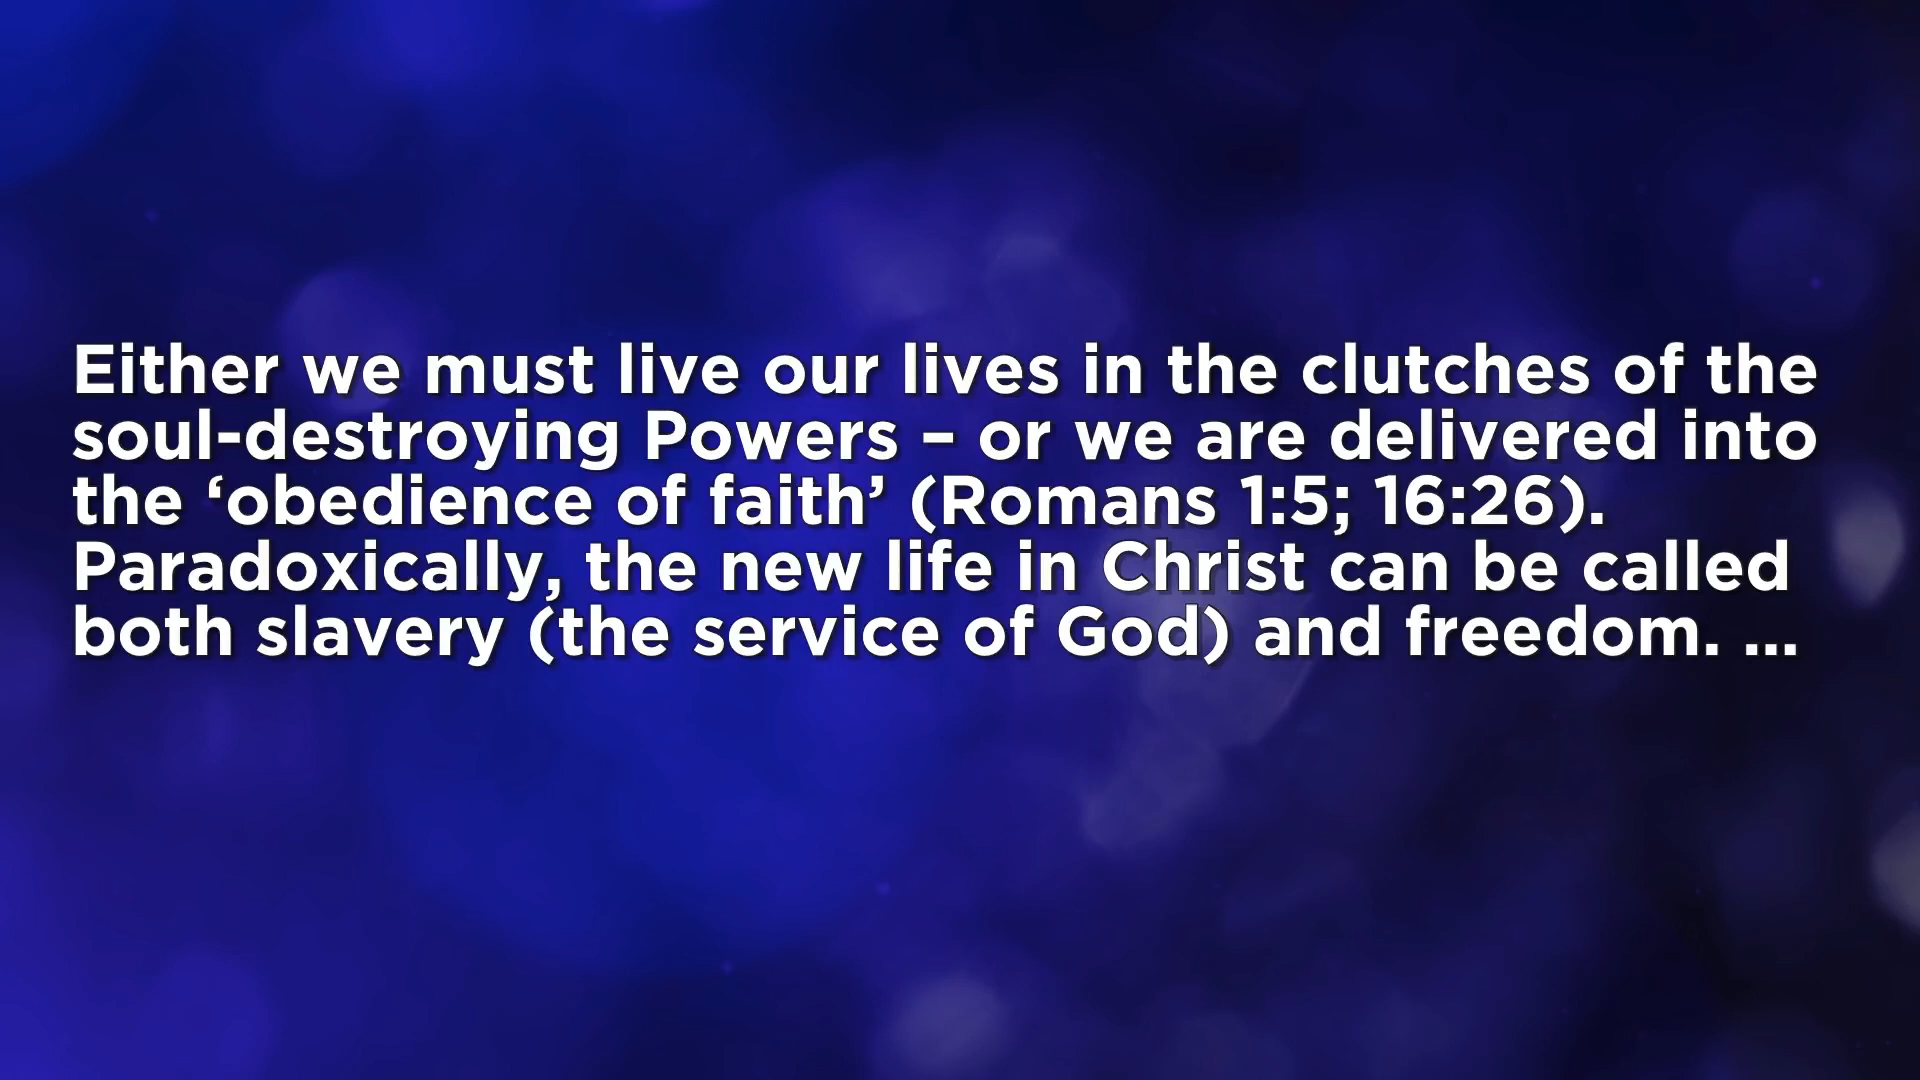 Either we must live our lives in the clutches of the
soul-destroying Powers – or we are delivered into
the ‘obedience of faith’ (Romans 1:5; 16:26).
Paradoxically, the new life in Christ can be called
both slavery (the service of God) and freedom. ...